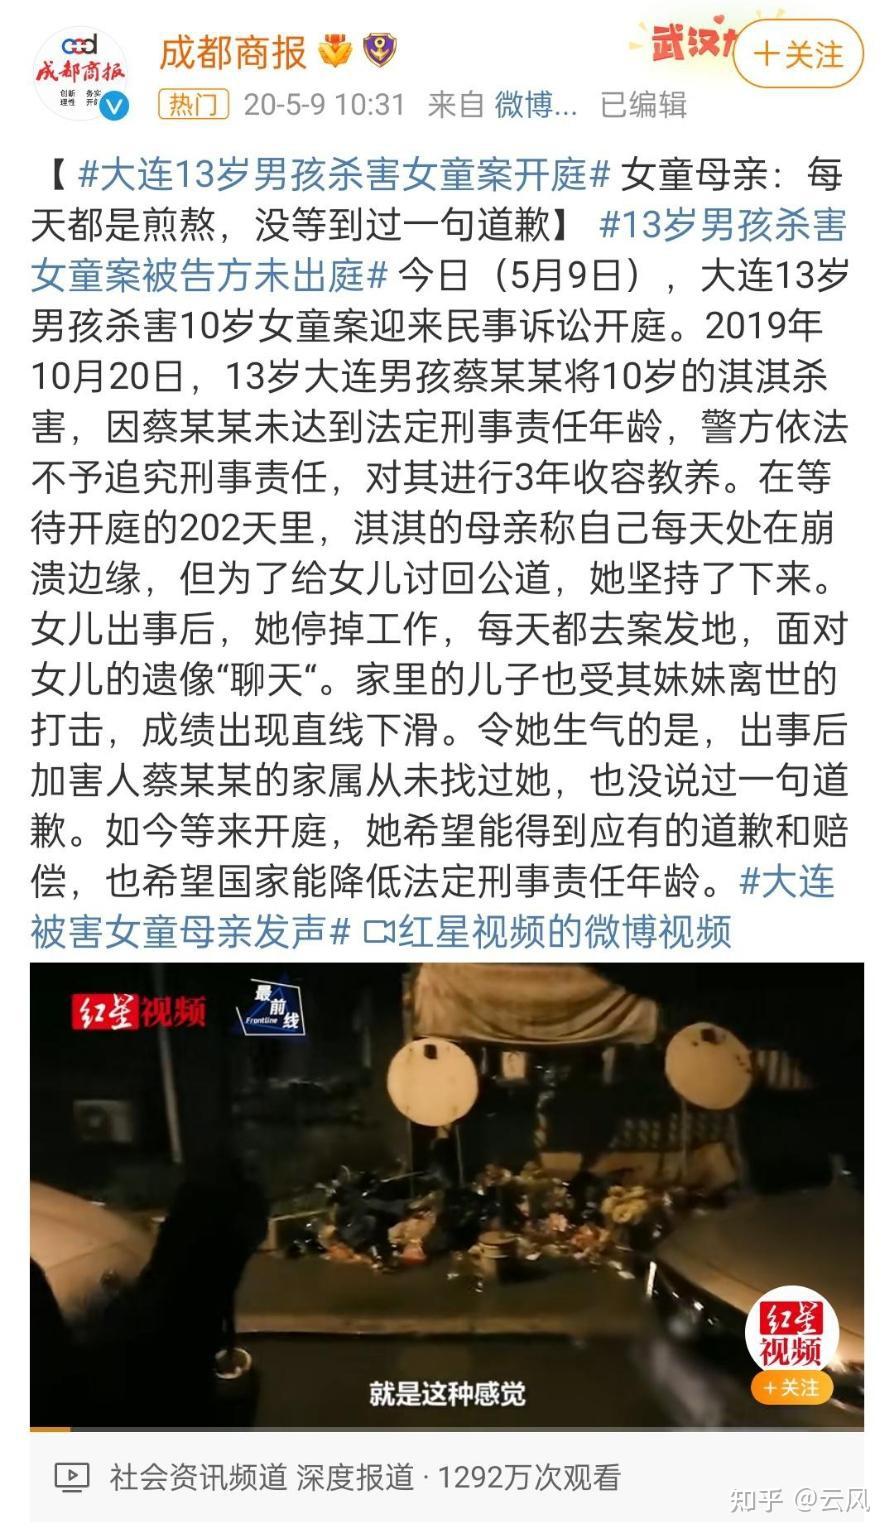 ccd
成都商报
创新 务实
理性 开
成都商报
武汉
＋关注
热门 20-5-9 10:31 来自 微博... 已编辑
【 #大连13岁男孩杀害女童案开庭# 女童母亲：每
天都是煎熬，没等到过一句道歉】 #13岁男孩杀害
女童案被告方未出庭# 今日（5月9日），大连13岁
男孩杀害10岁女童案迎来民事诉讼开庭。2019年
10月20日，13岁大连男孩蔡某某将10岁的淇淇杀
害，因蔡某某未达到法定刑事责任年龄，警方依法
不予追究刑事责任，对其进行3年收容教养。在等
待开庭的202天里，淇淇的母亲称自己每天处在崩
溃边缘，但为了给女儿讨回公道，她坚持了下来。
女儿出事后，她停掉工作，每天都去案发地，面对
女儿的遗像“聊天“。家里的儿子也受其妹妹离世的
打击，成绩出现直线下滑。令她生气的是，出事后
加害人蔡某某的家属从未找过她，也没说过一句道
歉。如今等来开庭，她希望能得到应有的道歉和赔
偿，也希望国家能降低法定刑事责任年龄。#大连
被害女童母亲发声# 红星视频的微博视频
红星视频
最前线
Frontline
红星
视频
＋关注
就是这种感觉
社会资讯频道 深度报道 · 1292万次观看
知乎 @云风